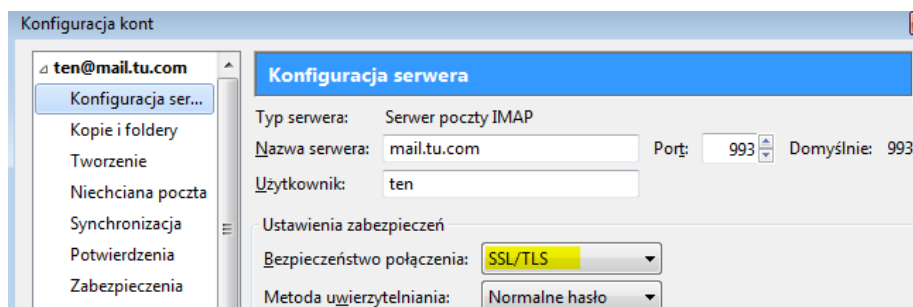 Konfiguracja kont
ten@mail.tu.com
Konfiguracja ser...
Kopie i foldery
Tworzenie
Niechciana poczta
Synchronizacja
Potwierdzenia
Zabezpieczenia
Konfiguracja serwera
Typ serwera: Serwer poczty IMAP
Nazwa serwera: mail.tu.com Port: 993 Domyślnie: 993
Użytkownik: ten
Ustawienia zabezpieczeń
Bezpieczeństwo połączenia: SSL/TLS
Metoda uwierzytelniania: Normalne hasło